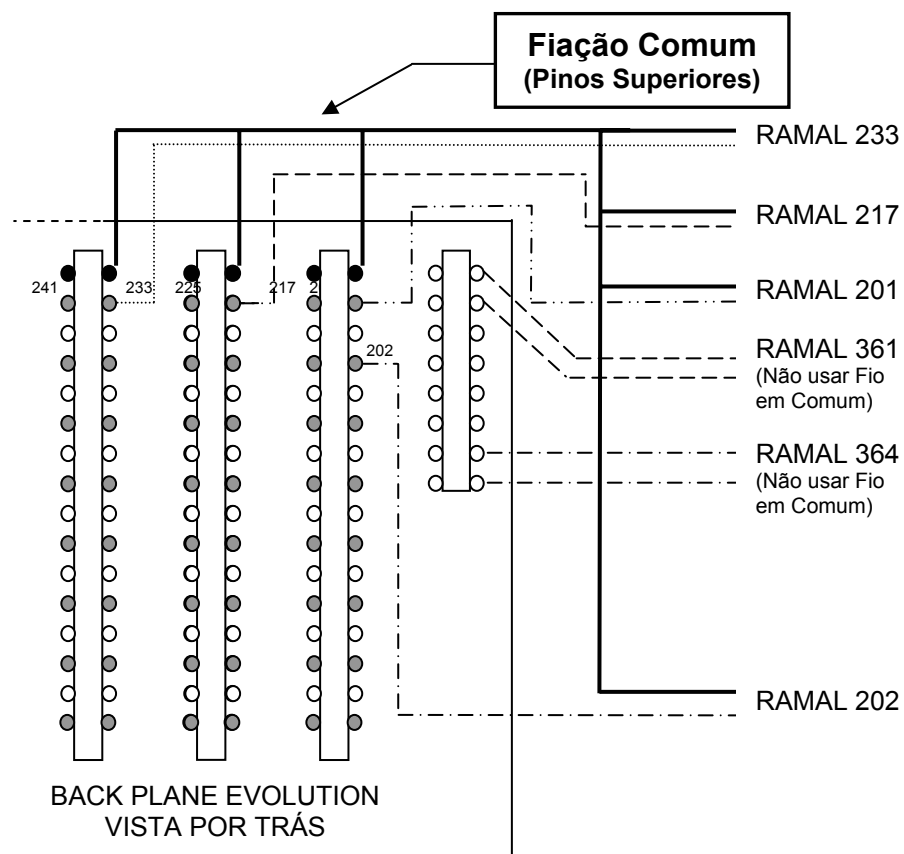 Fiação Comum
(Pinos Superiores)
RAMAL 233
RAMAL 217
241
233
225
217
2
RAMAL 201
RAMAL 361
(Não usar Fio
em Comum)
202
RAMAL 364
(Não usar Fio
em Comum)
RAMAL 202
BACK PLANE EVOLUTION
VISTA POR TRÁS